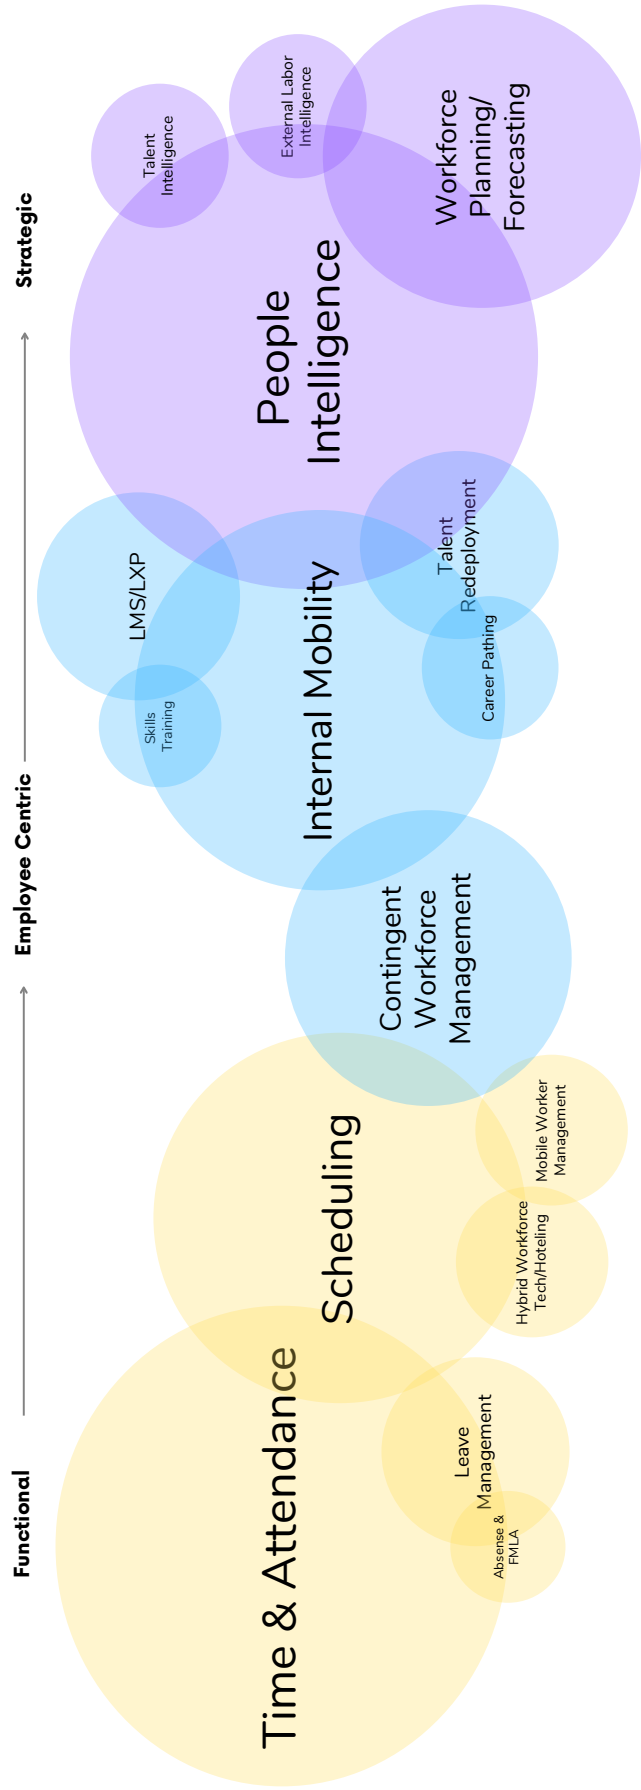 Functional
Employee Centric
Strategic
Time & Attendance
Leave
Management
Absense &
FMLA
Scheduling
Hybrid Workforce
Tech/Hoteling
Mobile Worker
Management
Contingent
Workforce
Management
Internal Mobility
Skills
Training
LMS/LXP
Career Pathing
Talent
Redeployment
People
Intelligence
Talent
Intelligence
External Labor
Intelligence
Workforce
Planning/
Forecasting